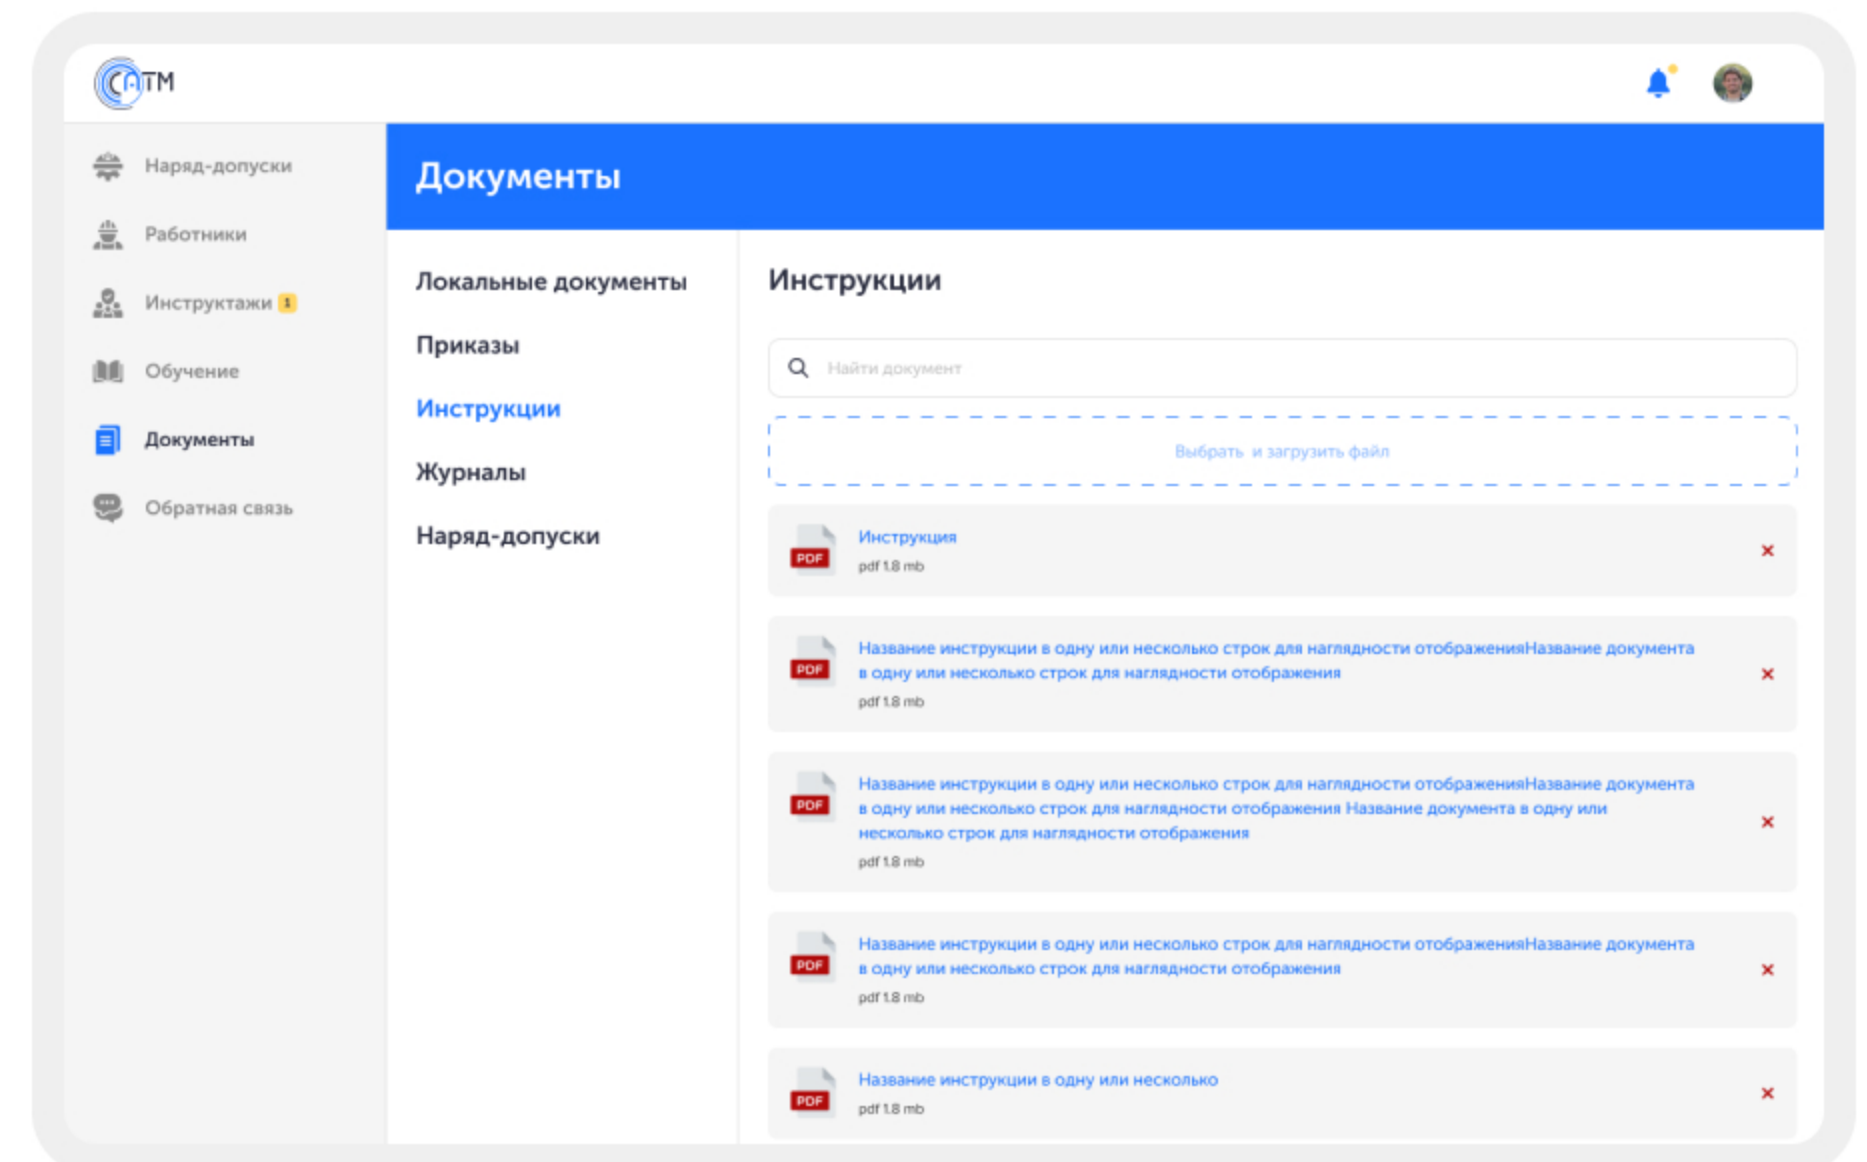 САТМ
Наряд-допуски
Работники
Инструктажи 1
Обучение
Документы
Обратная связь
Документы
Локальные документы
Приказы
Инструкции
Журналы
Наряд-допуски
Инструкции
Найти документ
Выбрать и загрузить файл
PDF
Инструкция
pdf 1.8 mb
PDF
Название инструкции в одну или несколько строк для наглядности отображенияНазвание документа
в одну или несколько строк для наглядности отображения
pdf 1.8 mb
PDF
Название инструкции в одну или несколько строк для наглядности отображенияНазвание документа
в одну или несколько строк для наглядности отображения Название документа в одну или
несколько строк для наглядности отображения
pdf 1.8 mb
PDF
Название инструкции в одну или несколько строк для наглядности отображенияНазвание документа
в одну или несколько строк для наглядности отображения
pdf 1.8 mb
PDF
Название инструкции в одну или несколько
pdf 1.8 mb